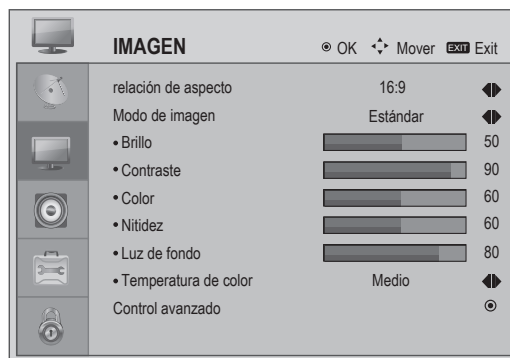 IMAGEN OK Mover EXIT Exit
relación de aspecto 16:9
Modo de imagen Estándar
• Brillo 50
• Contraste 90
• Color 60
• Nitidez 60
• Luz de fondo 80
• Temperatura de color Medio
Control avanzado